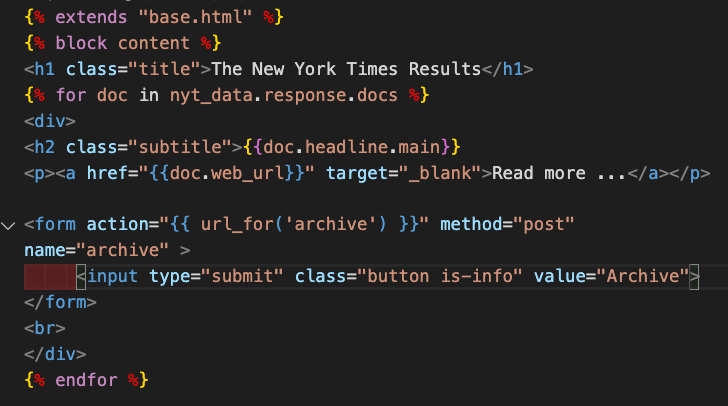 {% extends "base.html" %}
{% block content %}
<h1 class="title">The New York Times Results</h1>
{% for doc in nyt_data.response.docs %}
<div>
<h2 class="subtitle">{{doc.headline.main}}
<p><a href="{{doc.web_url}}" target="_blank">Read more ...</a></p>
<form action="{{ url_for('archive') }}" method="post"
name="archive" >
<input type="submit" class="button is-info" value="Archive">
</form>
<br>
</div>
{% endfor %}